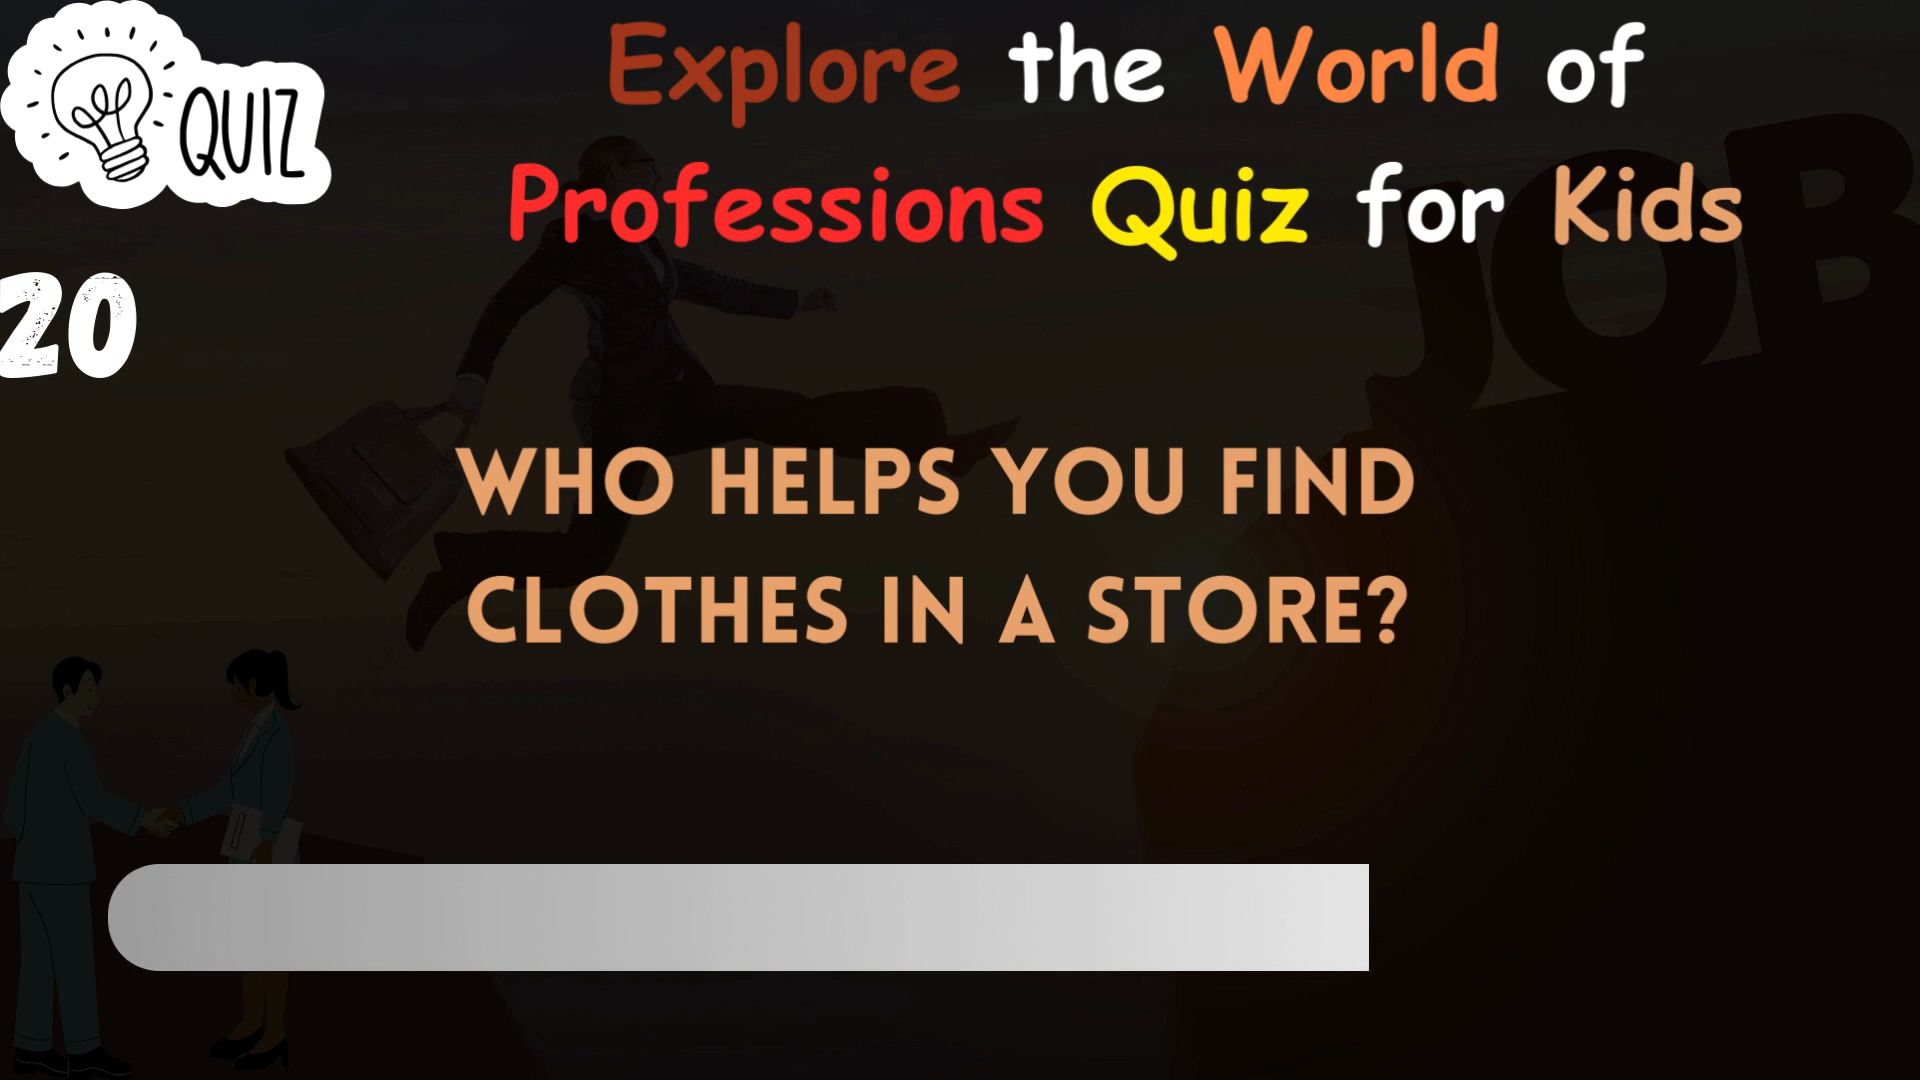 QUIZ
Explore the World of
Professions Quiz for Kids
20
WHO HELPS YOU FIND
CLOTHES IN A STORE?
JOB